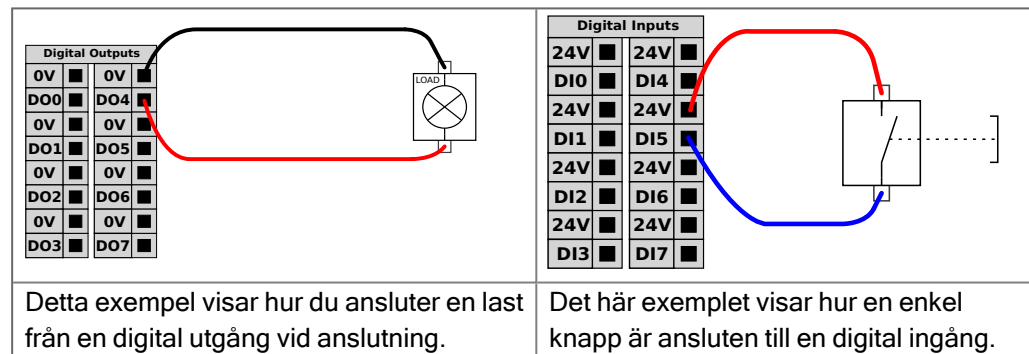 Digital Outputs
0V 0V
DO0 DO4
0V 0V
DO1 DO5
0V 0V
DO2 DO6
0V 0V
DO3 DO7
LOAD
Digital Inputs
24V 24V
DI0 DI4
24V 24V
DI1 DI5
24V 24V
DI2 DI6
24V 24V
DI3 DI7
Detta exempel visar hur du ansluter en last
från en digital utgång vid anslutning.
Det här exemplet visar hur en enkel
knapp är ansluten till en digital ingång.